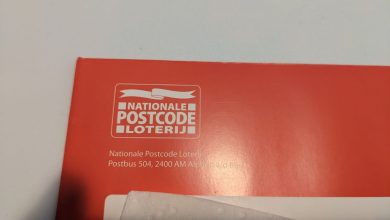 NATIONALE
POSTCODE
LOTERIJ
Nationale Postcode Loterij
Postbus 504, 2400 AM